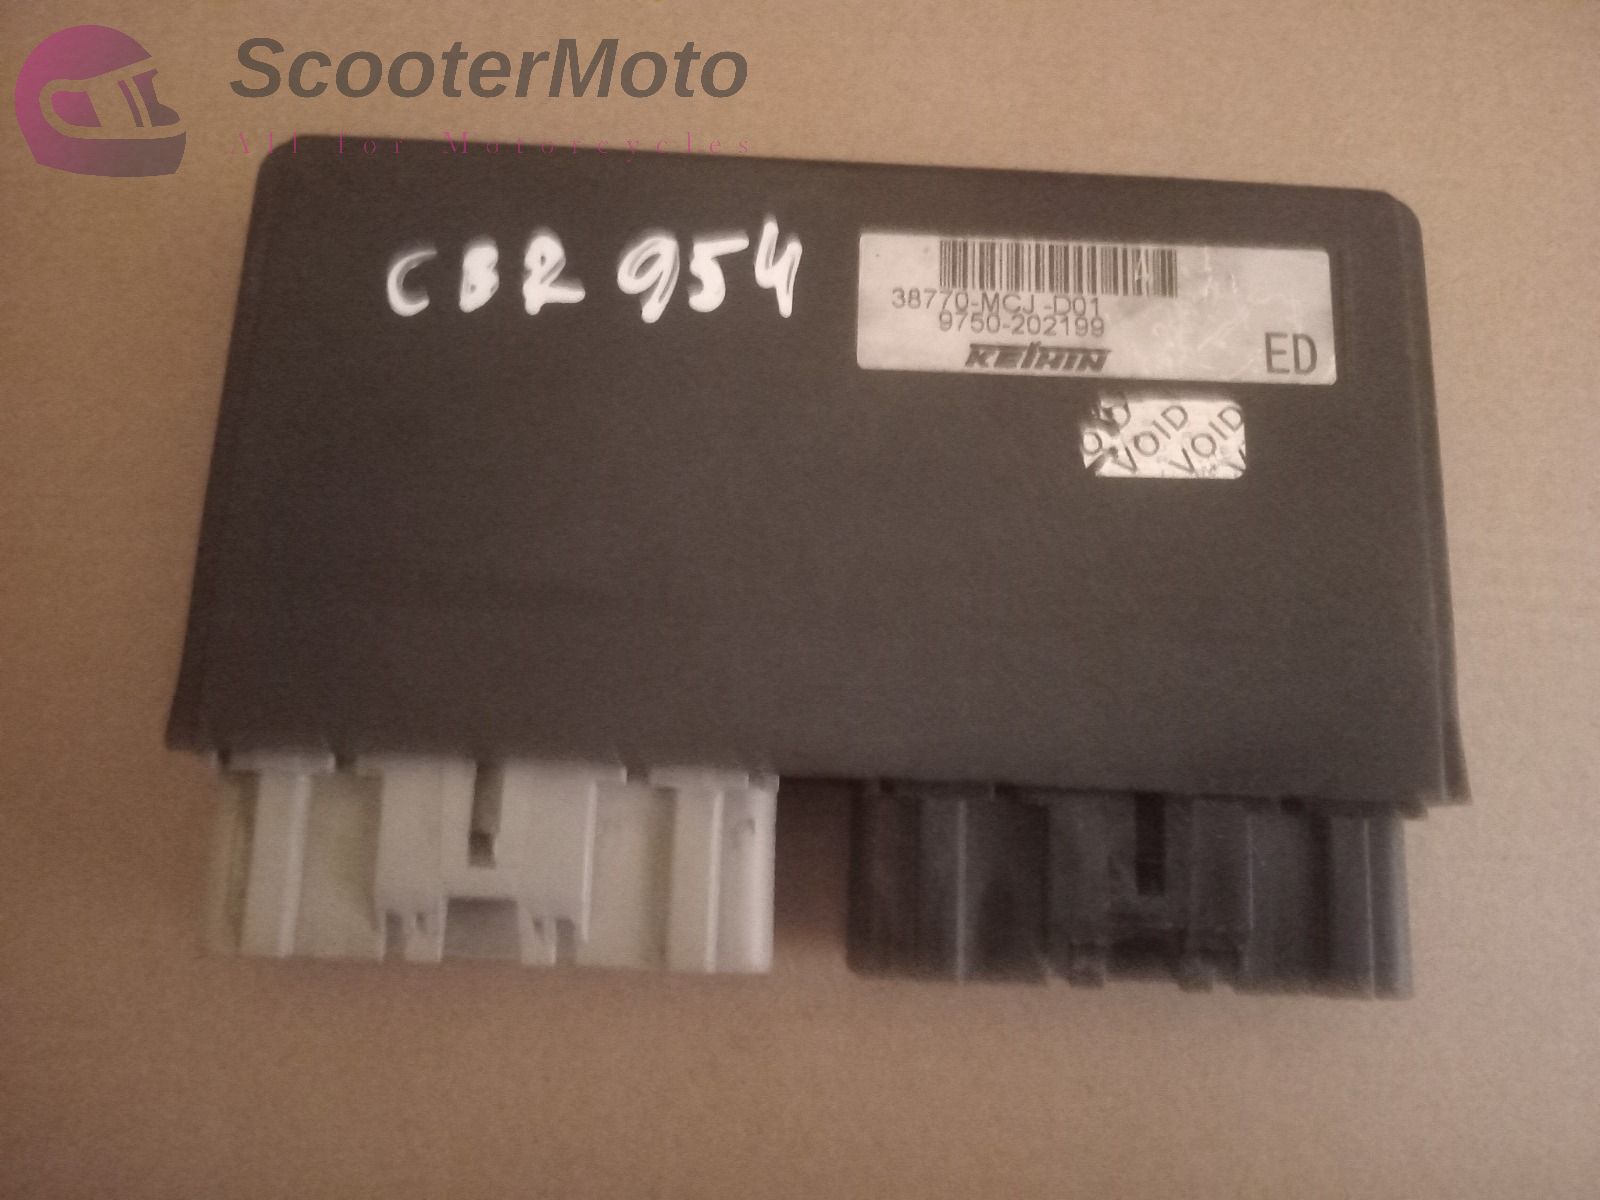 ScooterMoto
All for Motorcycles
CBR 954
A
38770-MCJ-D01
9750-202199
KEIHIN
ED
VOID VOID VOID